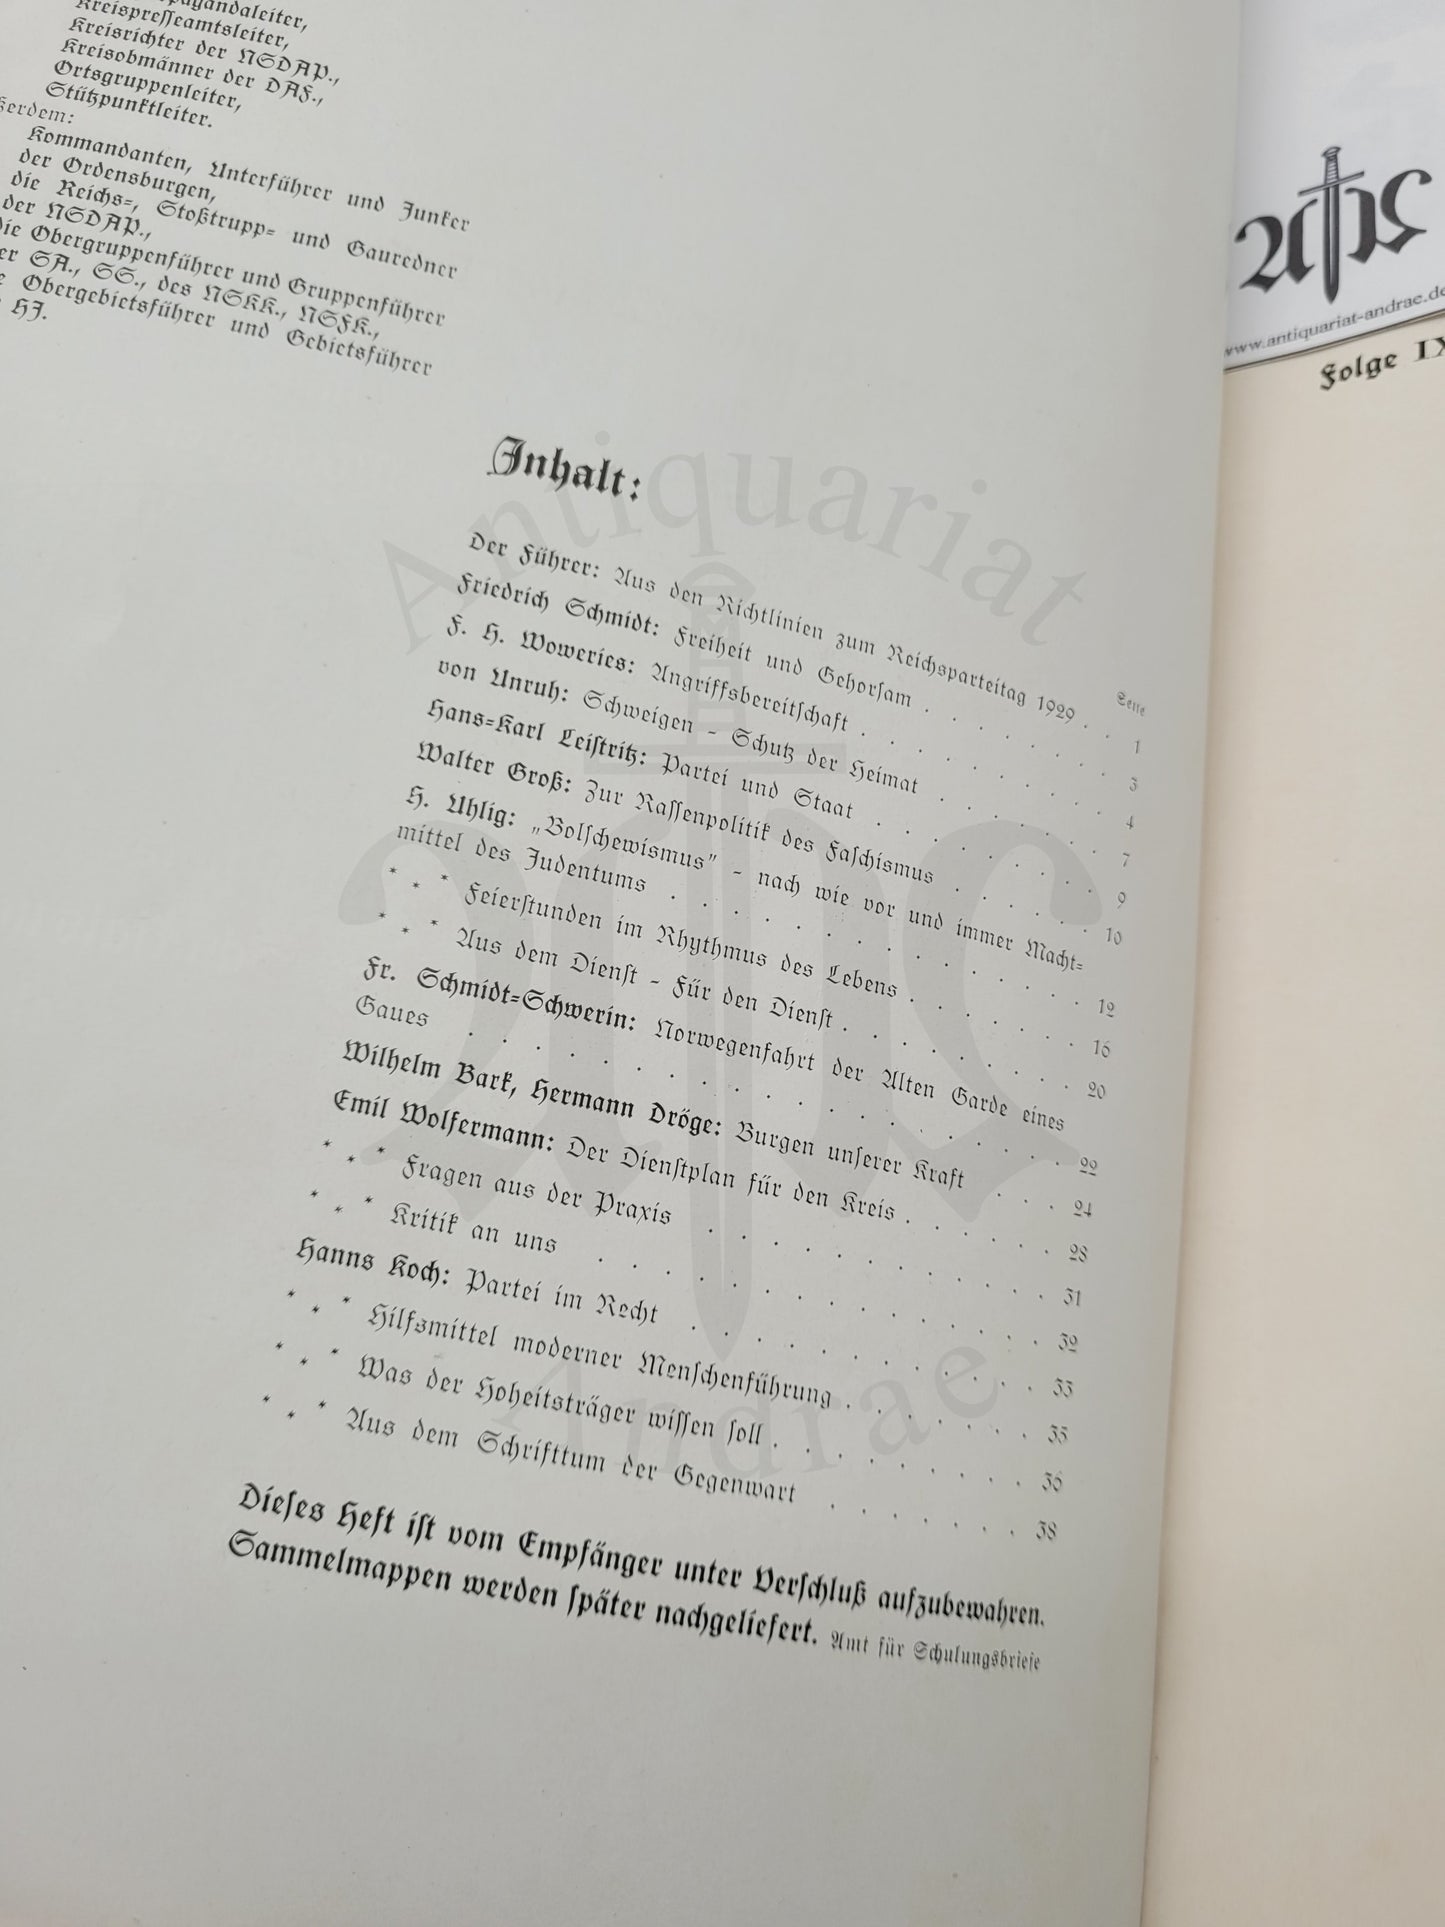 Kreispresseamtsleiter,
Kreisrichter der NSDAP.,
Kreisobmänner der DAF.,
Ortsgruppenleiter,
Stützpunktleiter.
Kommandanten, Unterführer und Junker
der Ordensburgen,
die Reichs-, Stoßtrupp- und Gauredner
der NSDAP.,
die Obergruppenführer und Gruppenführer
der SA., SS., des NSKK., NSFK.,
Obergebietsführer und Gebietsführer
HJ.
Inhalt:
Seite
Der Führer: Aus den Richtlinien zum Reichsparteitag 1929 . . 1
Friedrich Schmidt: Freiheit und Gehorsam . . . . . . . 3
F. H. Woweries: Angriffsbereitschaft . . . . . . . . . 4
von Unruh: Schweigen - Schutz der Heimat . . . . . . . 7
Hans-Karl Leistritz: Partei und Staat . . . . . . . . 9
Walter Groß: Zur Rassenpolitik des Faschismus . . . . . . 10
H. Uhlig: „Bolschewismus" - nach wie vor und immer Macht-
mittel des Judentums . . . . . . . . . . . . . 12
* * * Feierstunden im Rhythmus des Lebens . . . . . . . 16
* * * Aus dem Dienst - Für den Dienst . . . . . . . . 20
Fr. Schmidt-Schwerin: Norwegenfahrt der Alten Garde eines
Gaues . . . . . . . . . . . . . . . . . . . 22
Wilhelm Bark, Hermann Dröge: Burgen unserer Kraft . . . 24
Emil Wolfermann: Der Dienstplan für den Kreis . . . . . . 28
* * * Fragen aus der Praxis . . . . . . . . . . . 31
* * * Kritik an uns . . . . . . . . . . . . . . 32
Hanns Koch: Partei im Recht . . . . . . . . . . . 33
* * * Hilfsmittel moderner Menschenführung . . . . . . . 35
* * * Was der Hoheitsträger wissen soll . . . . . . . . 36
* * * Aus dem Schrifttum der Gegenwart . . . . . . . 38
Dieses Heft ist vom Empfänger unter Verschluß aufzubewahren.
Sammelmappen werden später nachgeliefert. Amt für Schulungsbriefe
www.antiquariat-andrae.de
Folge IX
Antiquariat
Andrae